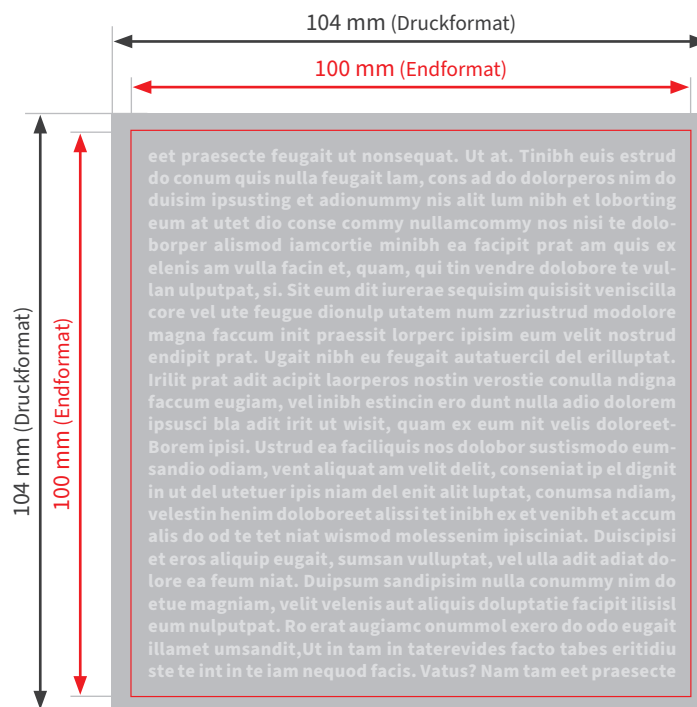 104 mm (Druckformat)
100 mm (Endformat)
104 mm (Druckformat)
100 mm (Endformat)
eet praesecte feugait ut nonsequat. Ut at. Tinibh euis estrud
do conum quis nulla feugait lam, cons ad do dolorperos nim do
duisim ipsusting et adionummy nis alit lum nibh et loborting
eum at utet dio conse commy nullamcommy nos nisi te dolo-
borper alismod iamcortie minibh ea facipit prat am quis ex
elenis am vulla facin et, quam, qui tin vendre dolobore te vul-
lan ulputpat, si. Sit eum dit iurerae sequisim quisisit veniscilla
core vel ute feugue dionulp utatem num zzriustrud modolore
magna faccum init praessit lorperc ipisim eum velit nostrud
endipit prat. Ugait nibh eu feugait autatuercil del erilluptat.
Irilit prat adit acipit laorperos nostin verostie conulla ndigna
faccum eugiam, vel inibh estincin ero dunt nulla adio dolorem
ipsusci bla adit irit ut wisit, quam ex eum nit velis doloreet-
Borem ipisi. Ustrud ea faciliquis nos dolobor sustismodo eum-
sandio odiam, vent aliquat am velit delit, conseniat ip el dignit
in ut del utetuer ipis niam del enit alit luptat, conumsa ndiam,
velestin henim doloboreet alissi tet inibh ex et venibh et accum
alis do od te tet niat wismod molessenim ipisciniat. Duiscipisi
et eros aliquip eugait, sumsan vulluptat, vel ulla adit adiat do-
lore ea feum niat. Duipsum sandipisim nulla conummy nim do
etue magniam, velit velenis aut aliquis doluptatie facipit ilisisl
eum nulputpat. Ro erat augiamc onummol exero do odo eugait
illamet umsandit,Ut in tam in taterevides facto tabes eritidiu
ste te int in te iam nequod facis. Vatus? Nam tam eet praesecte